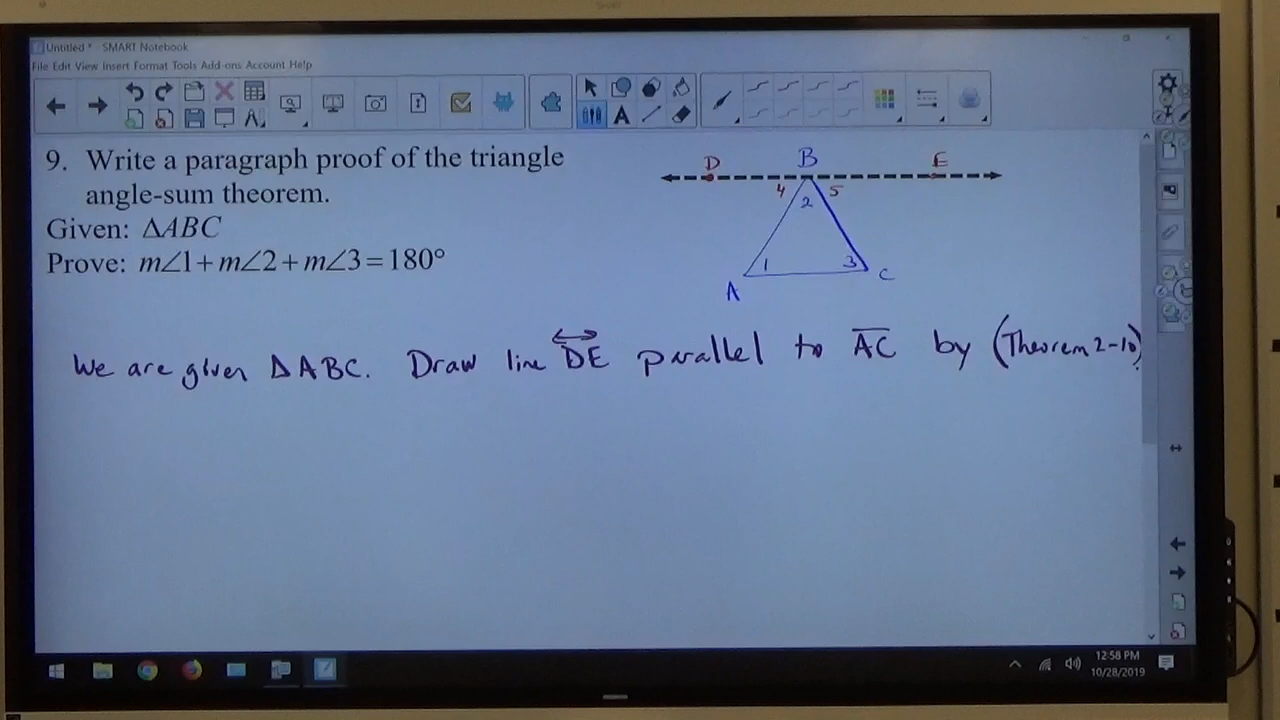 Untitled * SMART Notebook
File Edit View Insert Format Tools Add-ons Account Help
9. Write a paragraph proof of the triangle
angle-sum theorem.
Given: ΔABC
Prove: m∠1+m∠2+m∠3=180°
D B E
4 2 5
1 3
A C
We are given ΔABC. Draw line DE parallel to AC by (Theorem 2-10)
12:58 PM
10/28/2019